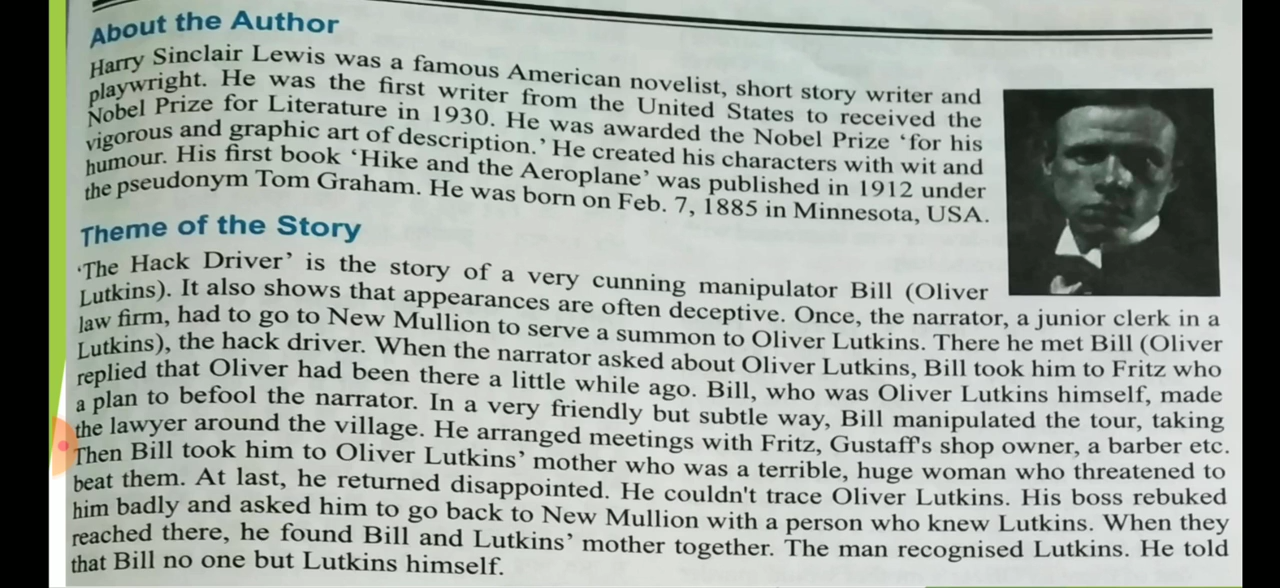 About the Author
Harry Sinclair Lewis was a famous American novelist, short story writer and
playwright. He was the first writer from the United States to received the
Nobel Prize for Literature in 1930. He was awarded the Nobel Prize ‘for his
vigorous and graphic art of description.’ He created his characters with wit and
humour. His first book ‘Hike and the Aeroplane’ was published in 1912 under
the pseudonym Tom Graham. He was born on Feb. 7, 1885 in Minnesota, USA.
Theme of the Story
‘The Hack Driver’ is the story of a very cunning manipulator Bill (Oliver
Lutkins). It also shows that appearances are often deceptive. Once, the narrator, a junior clerk in a
law firm, had to go to New Mullion to serve a summon to Oliver Lutkins. There he met Bill (Oliver
Lutkins), the hack driver. When the narrator asked about Oliver Lutkins, Bill took him to Fritz who
replied that Oliver had been there a little while ago. Bill, who was Oliver Lutkins himself, made
a plan to befool the narrator. In a very friendly but subtle way, Bill manipulated the tour, taking
the lawyer around the village. He arranged meetings with Fritz, Gustaff's shop owner, a barber etc.
Then Bill took him to Oliver Lutkins’ mother who was a terrible, huge woman who threatened to
beat them. At last, he returned disappointed. He couldn't trace Oliver Lutkins. His boss rebuked
him badly and asked him to go back to New Mullion with a person who knew Lutkins. When they
reached there, he found Bill and Lutkins’ mother together. The man recognised Lutkins. He told
that Bill no one but Lutkins himself.